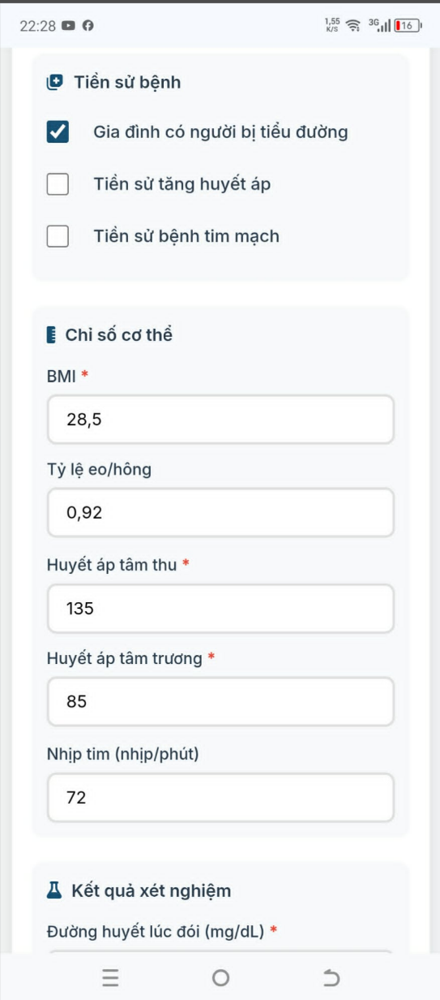 22:28
1,55
K/S
3G
16
Tiền sử bệnh
Gia đình có người bị tiểu đường
Tiền sử tăng huyết áp
Tiền sử bệnh tim mạch
Chỉ số cơ thể
BMI *
28,5
Tỷ lệ eo/hông
0,92
Huyết áp tâm thu *
135
Huyết áp tâm trương *
85
Nhịp tim (nhịp/phút)
72
Kết quả xét nghiệm
Đường huyết lúc đói (mg/dL) *